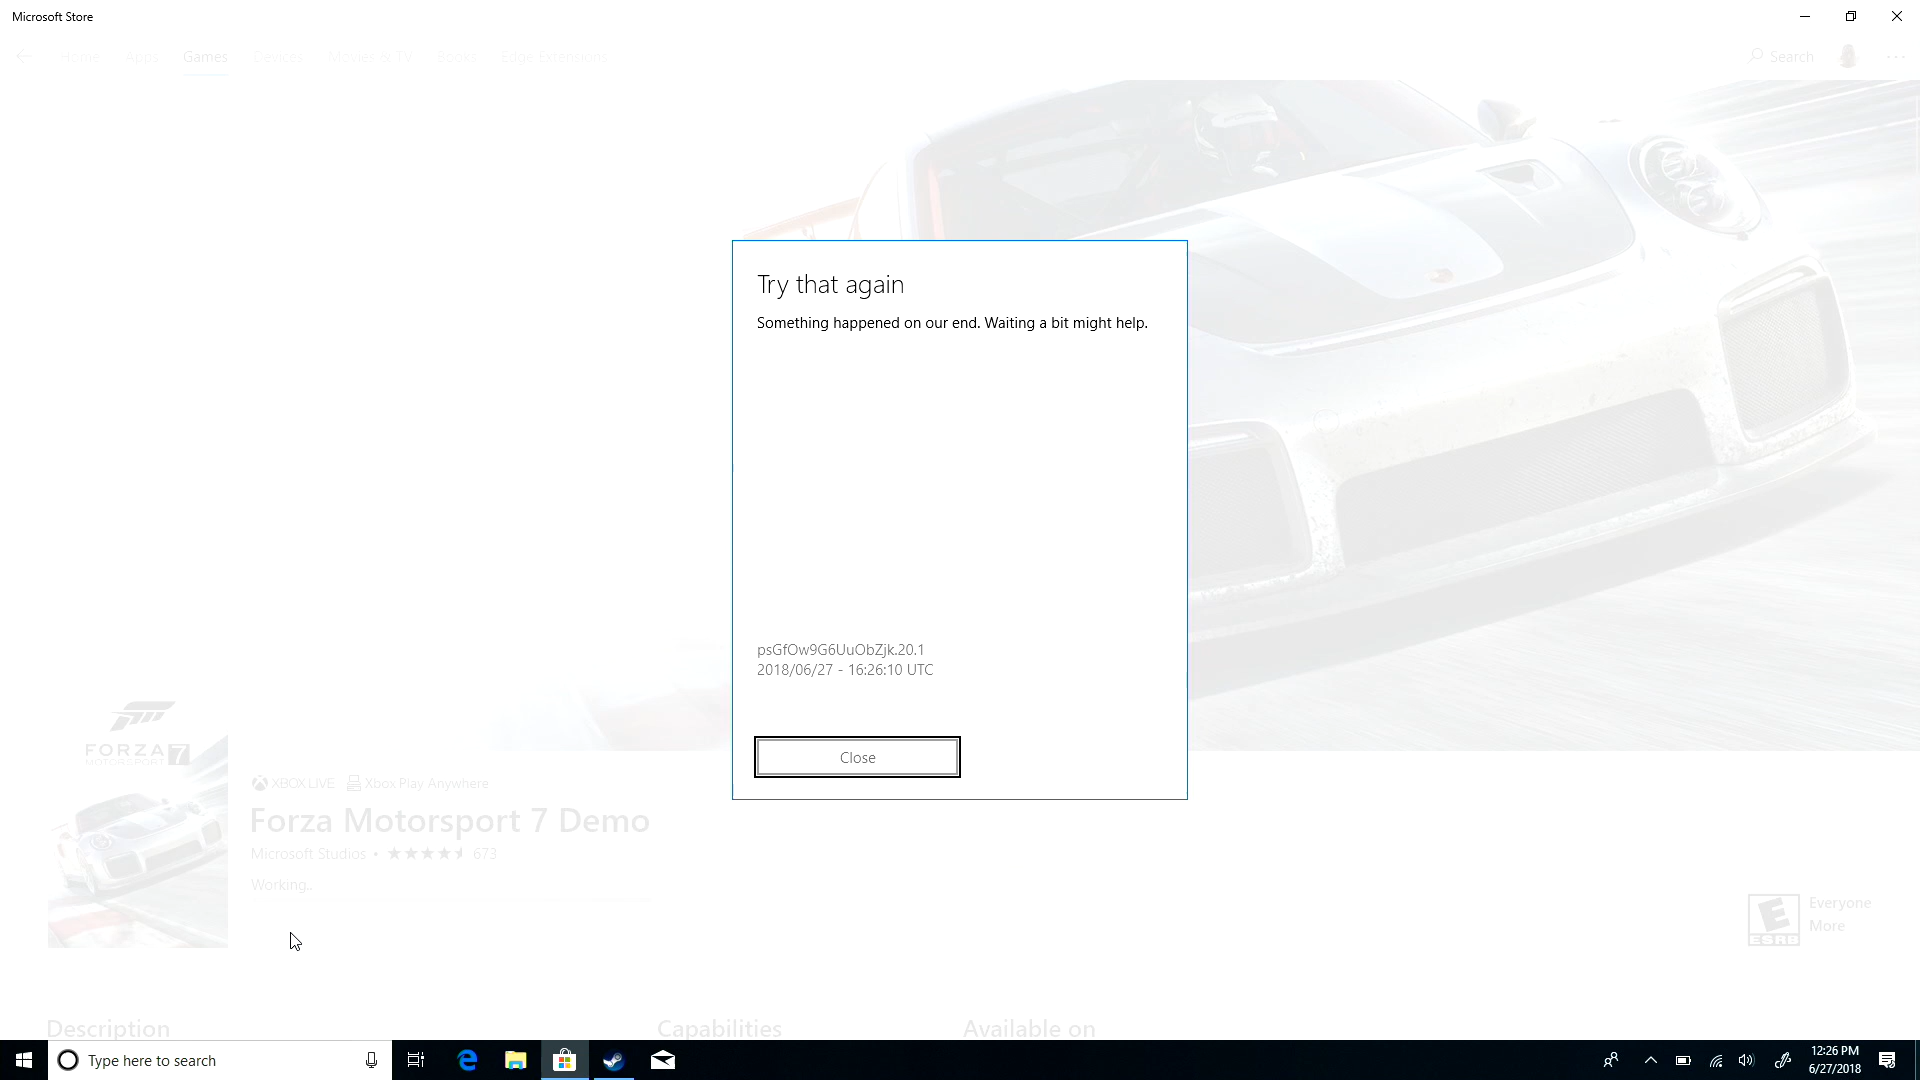 Microsoft Store
Home Apps Games Devices Movies & TV Books Edge Extensions Search
Try that again
Something happened on our end. Waiting a bit might help.
psGfOw9G6UuObZjk.20.1
2018/06/27 - 16:26:10 UTC
Close
FORZA
MOTORSPORT 7
XBOX LIVE Xbox Play Anywhere
Forza Motorsport 7 Demo
Microsoft Studios • 673
Working..
E
ESRB
Everyone
More
Description Capabilities Available on
Type here to search
12:26 PM
6/27/2018